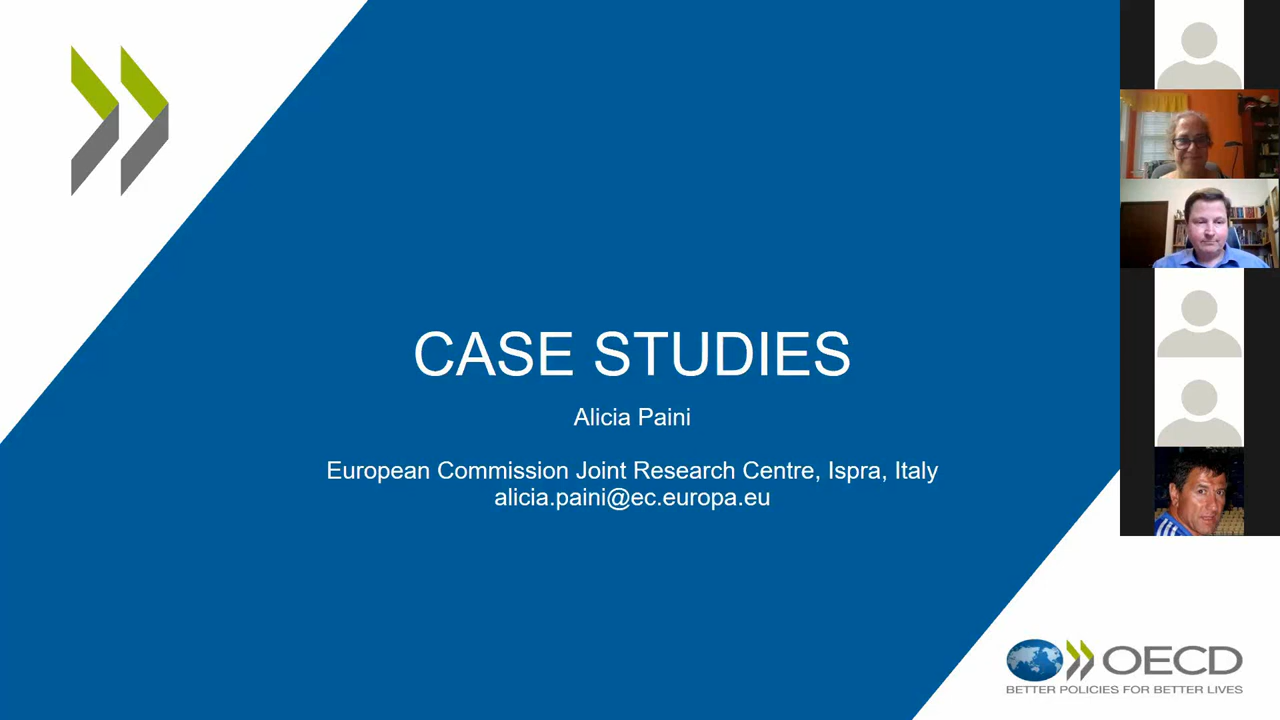 CASE STUDIES
Alicia Paini
European Commission Joint Research Centre, Ispra, Italy
alicia.paini@ec.europa.eu
OECD
BETTER POLICIES FOR BETTER LIVES